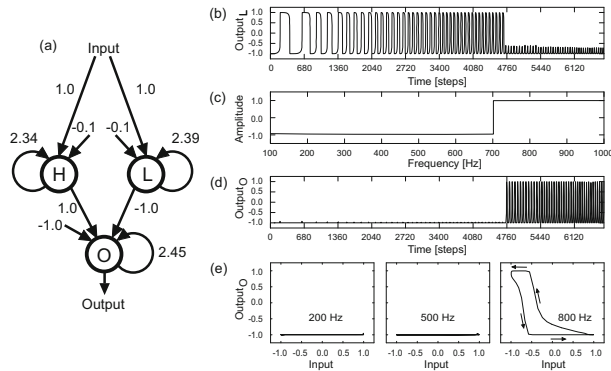 (a)
Input
1.0 1.0
-0.1 -0.1
2.34 2.39
H L
1.0 -1.0
-1.0
O 2.45
Output
(b)
Output L
1.0
0.5
0.0
-0.5
-1.0
0 680 1360 2040 2720 3400 4080 4760 5440 6120
Time [steps]
(c)
Amplitude
1.0
0.0
-1.0
100 200 300 400 500 600 700 800 900 1000
Frequency [Hz]
(d)
Output O
1.0
0.5
0.0
-0.5
-1.0
0 680 1360 2040 2720 3400 4080 4760 5440 6120
Time [steps]
(e)
Output O
1.0
0.5
0.0
-0.5
-1.0
200 Hz 500 Hz 800 Hz
-1.0 -0.5 0.0 0.5 1.0 -1.0 -0.5 0.0 0.5 1.0 -1.0 -0.5 0.0 0.5 1.0
Input Input Input